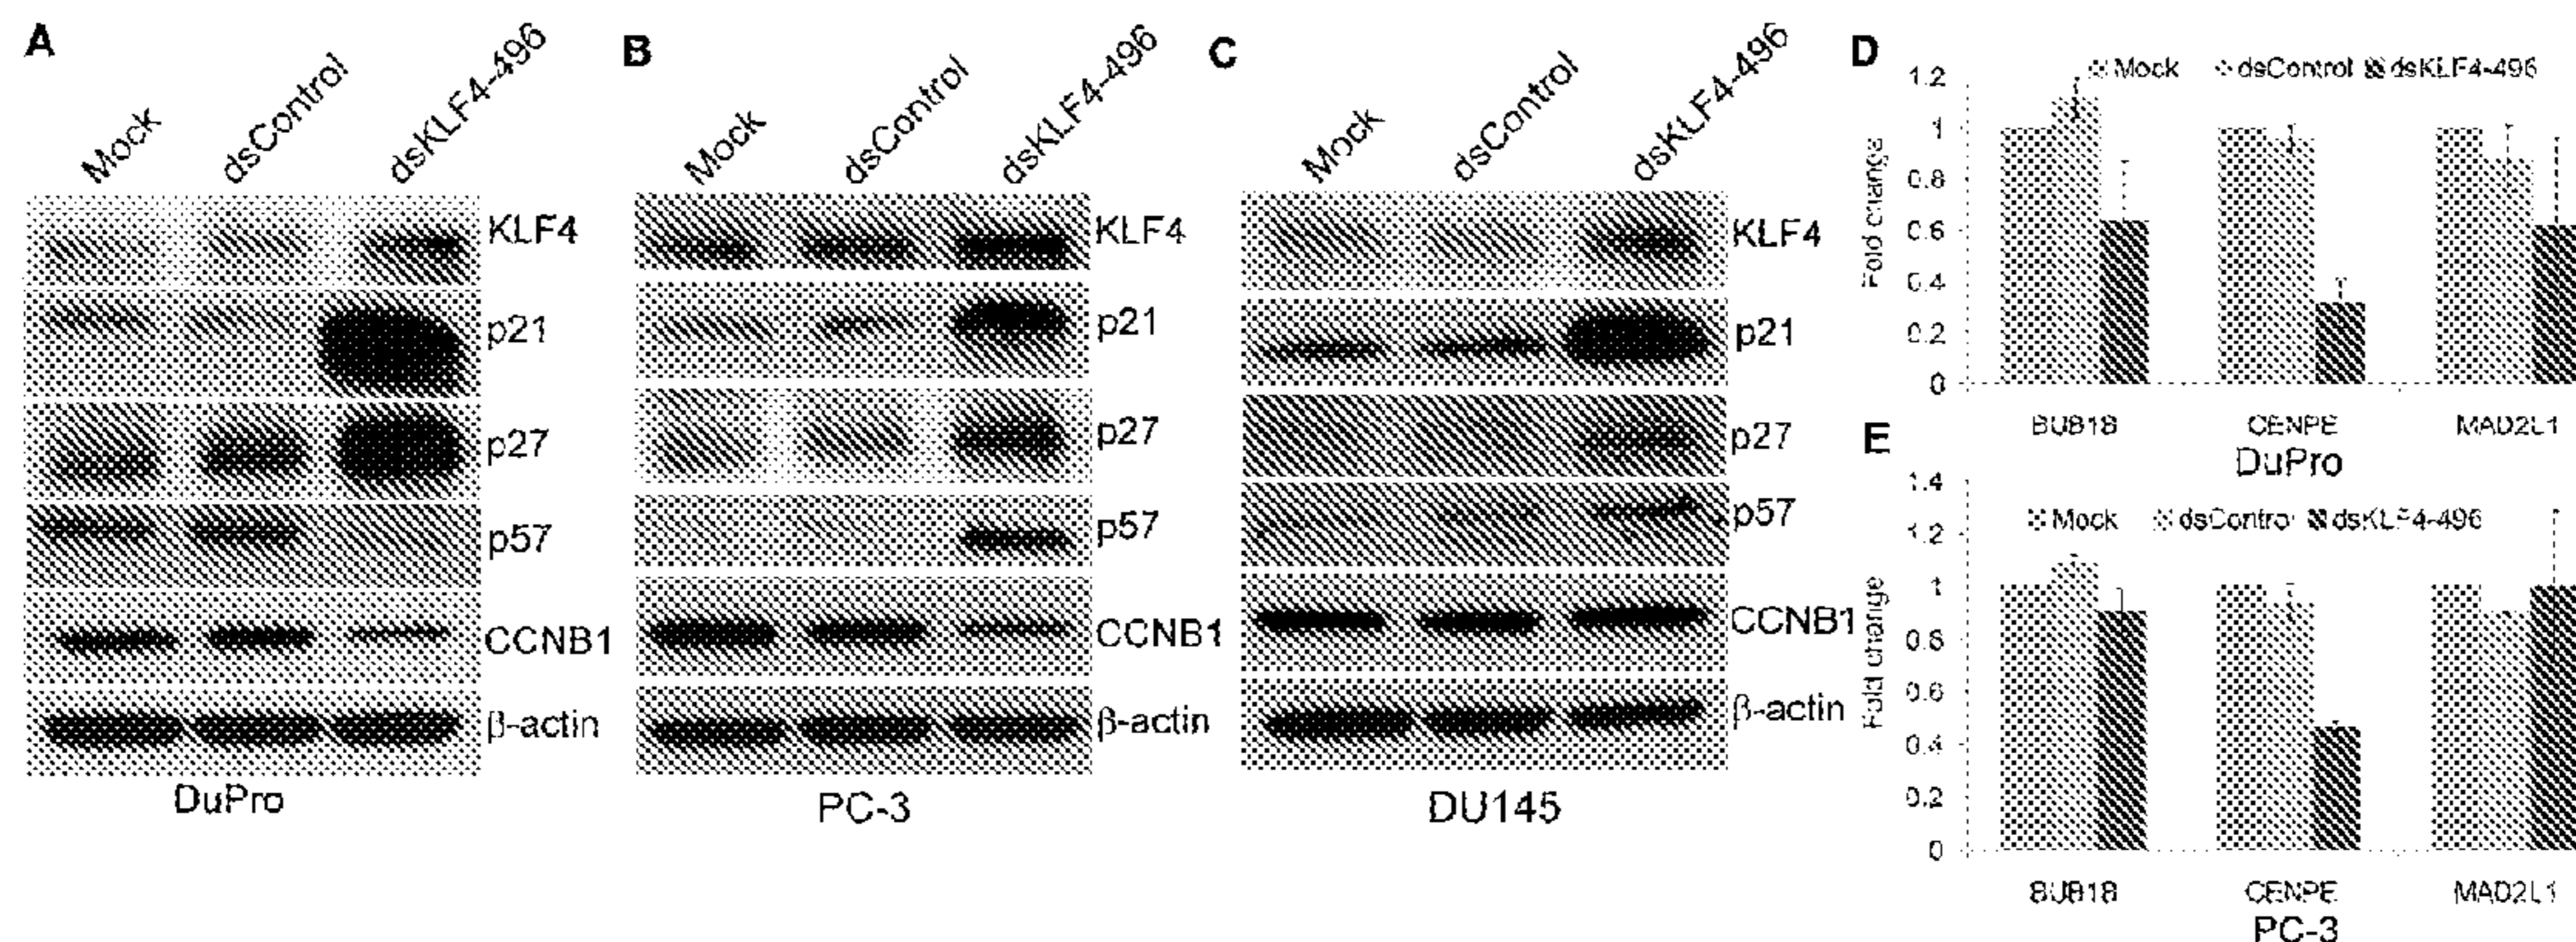 A
Mock
dsControl
dsKLF4-496
KLF4
p21
p27
p57
CCNB1
β-actin
DuPro
B
Mock
dsControl
dsKLF4-496
KLF4
p21
p27
p57
CCNB1
β-actin
PC-3
C
Mock
dsControl
dsKLF4-496
KLF4
p21
p27
p57
CCNB1
β-actin
DU145
D
Mock dsControl dsKLF4-496
Fold change
1.2
1
0.8
0.6
0.4
0.2
0
BUB1B CENPE MAD2L1
DuPro
E
Mock dsControl dsKLF4-496
Fold change
1.4
1.2
1
0.8
0.6
0.4
0.2
0
BUB1B CENPE MAD2L1
PC-3